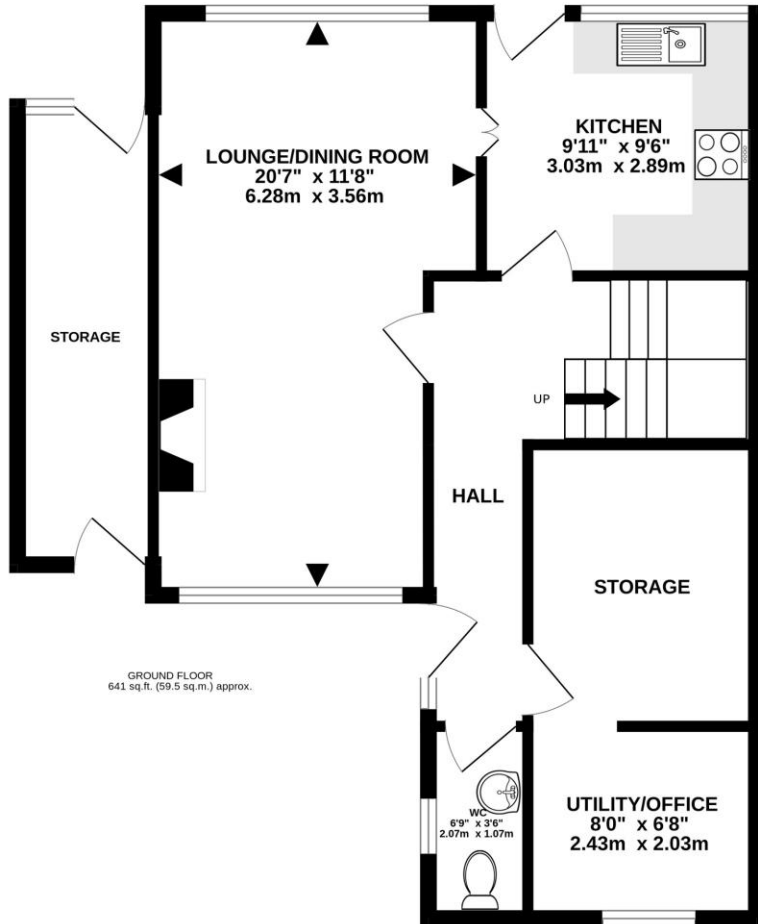 KITCHEN
9'11" x 9'6"
3.03m x 2.89m
LOUNGE/DINING ROOM
20'7" x 11'8"
6.28m x 3.56m
STORAGE
UP
HALL
STORAGE
GROUND FLOOR
641 sq.ft. (59.5 sq.m.) approx.
WC
6'9" x 3'6"
2.07m x 1.07m
UTILITY/OFFICE
8'0" x 6'8"
2.43m x 2.03m